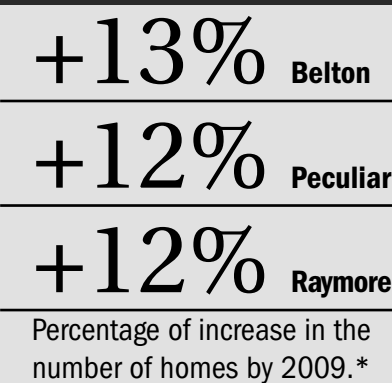 +13% Belton
+12% Peculiar
+12% Raymore
Percentage of increase in the
number of homes by 2009.*